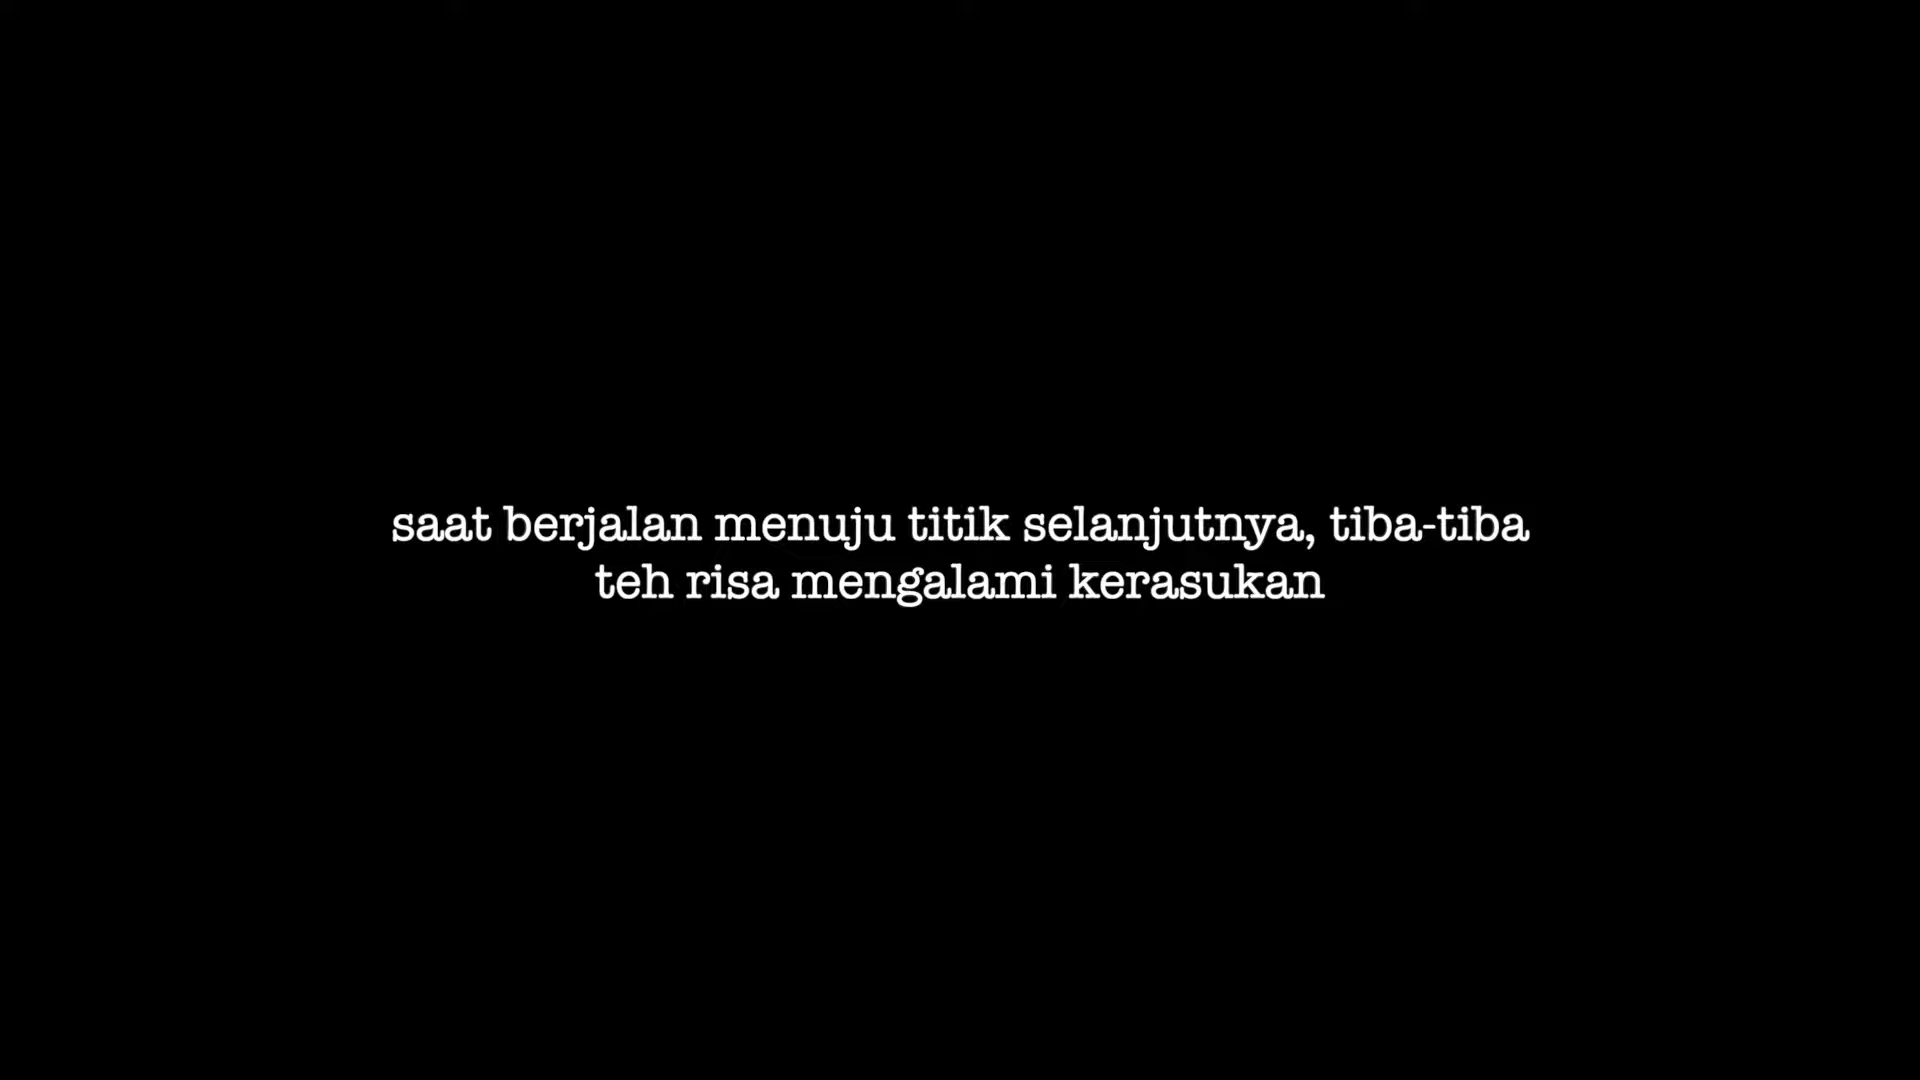 saat berjalan menuju titik selanjutnya, tiba-tiba
teh risa mengalami kerasukan